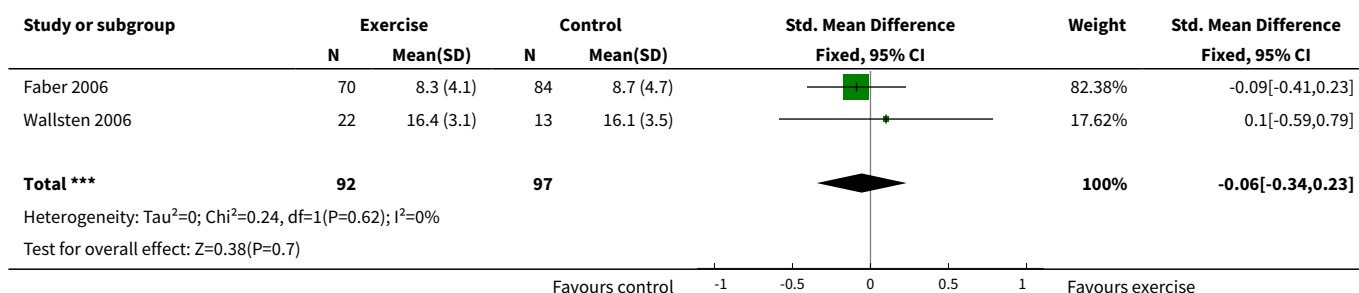 Study or subgroup Exercise Control Std. Mean Difference Weight Std. Mean Difference
N Mean(SD) N Mean(SD) Fixed, 95% CI Fixed, 95% CI
Faber 2006 70 8.3 (4.1) 84 8.7 (4.7) 82.38% -0.09[-0.41,0.23]
Wallsten 2006 22 16.4 (3.1) 13 16.1 (3.5) 17.62% 0.1[-0.59,0.79]
Total *** 92 97 100% -0.06[-0.34,0.23]
Heterogeneity: Tau²=0; Chi²=0.24, df=1(P=0.62); I²=0%
Test for overall effect: Z=0.38(P=0.7)
Favours control -1 -0.5 0 0.5 1 Favours exercise